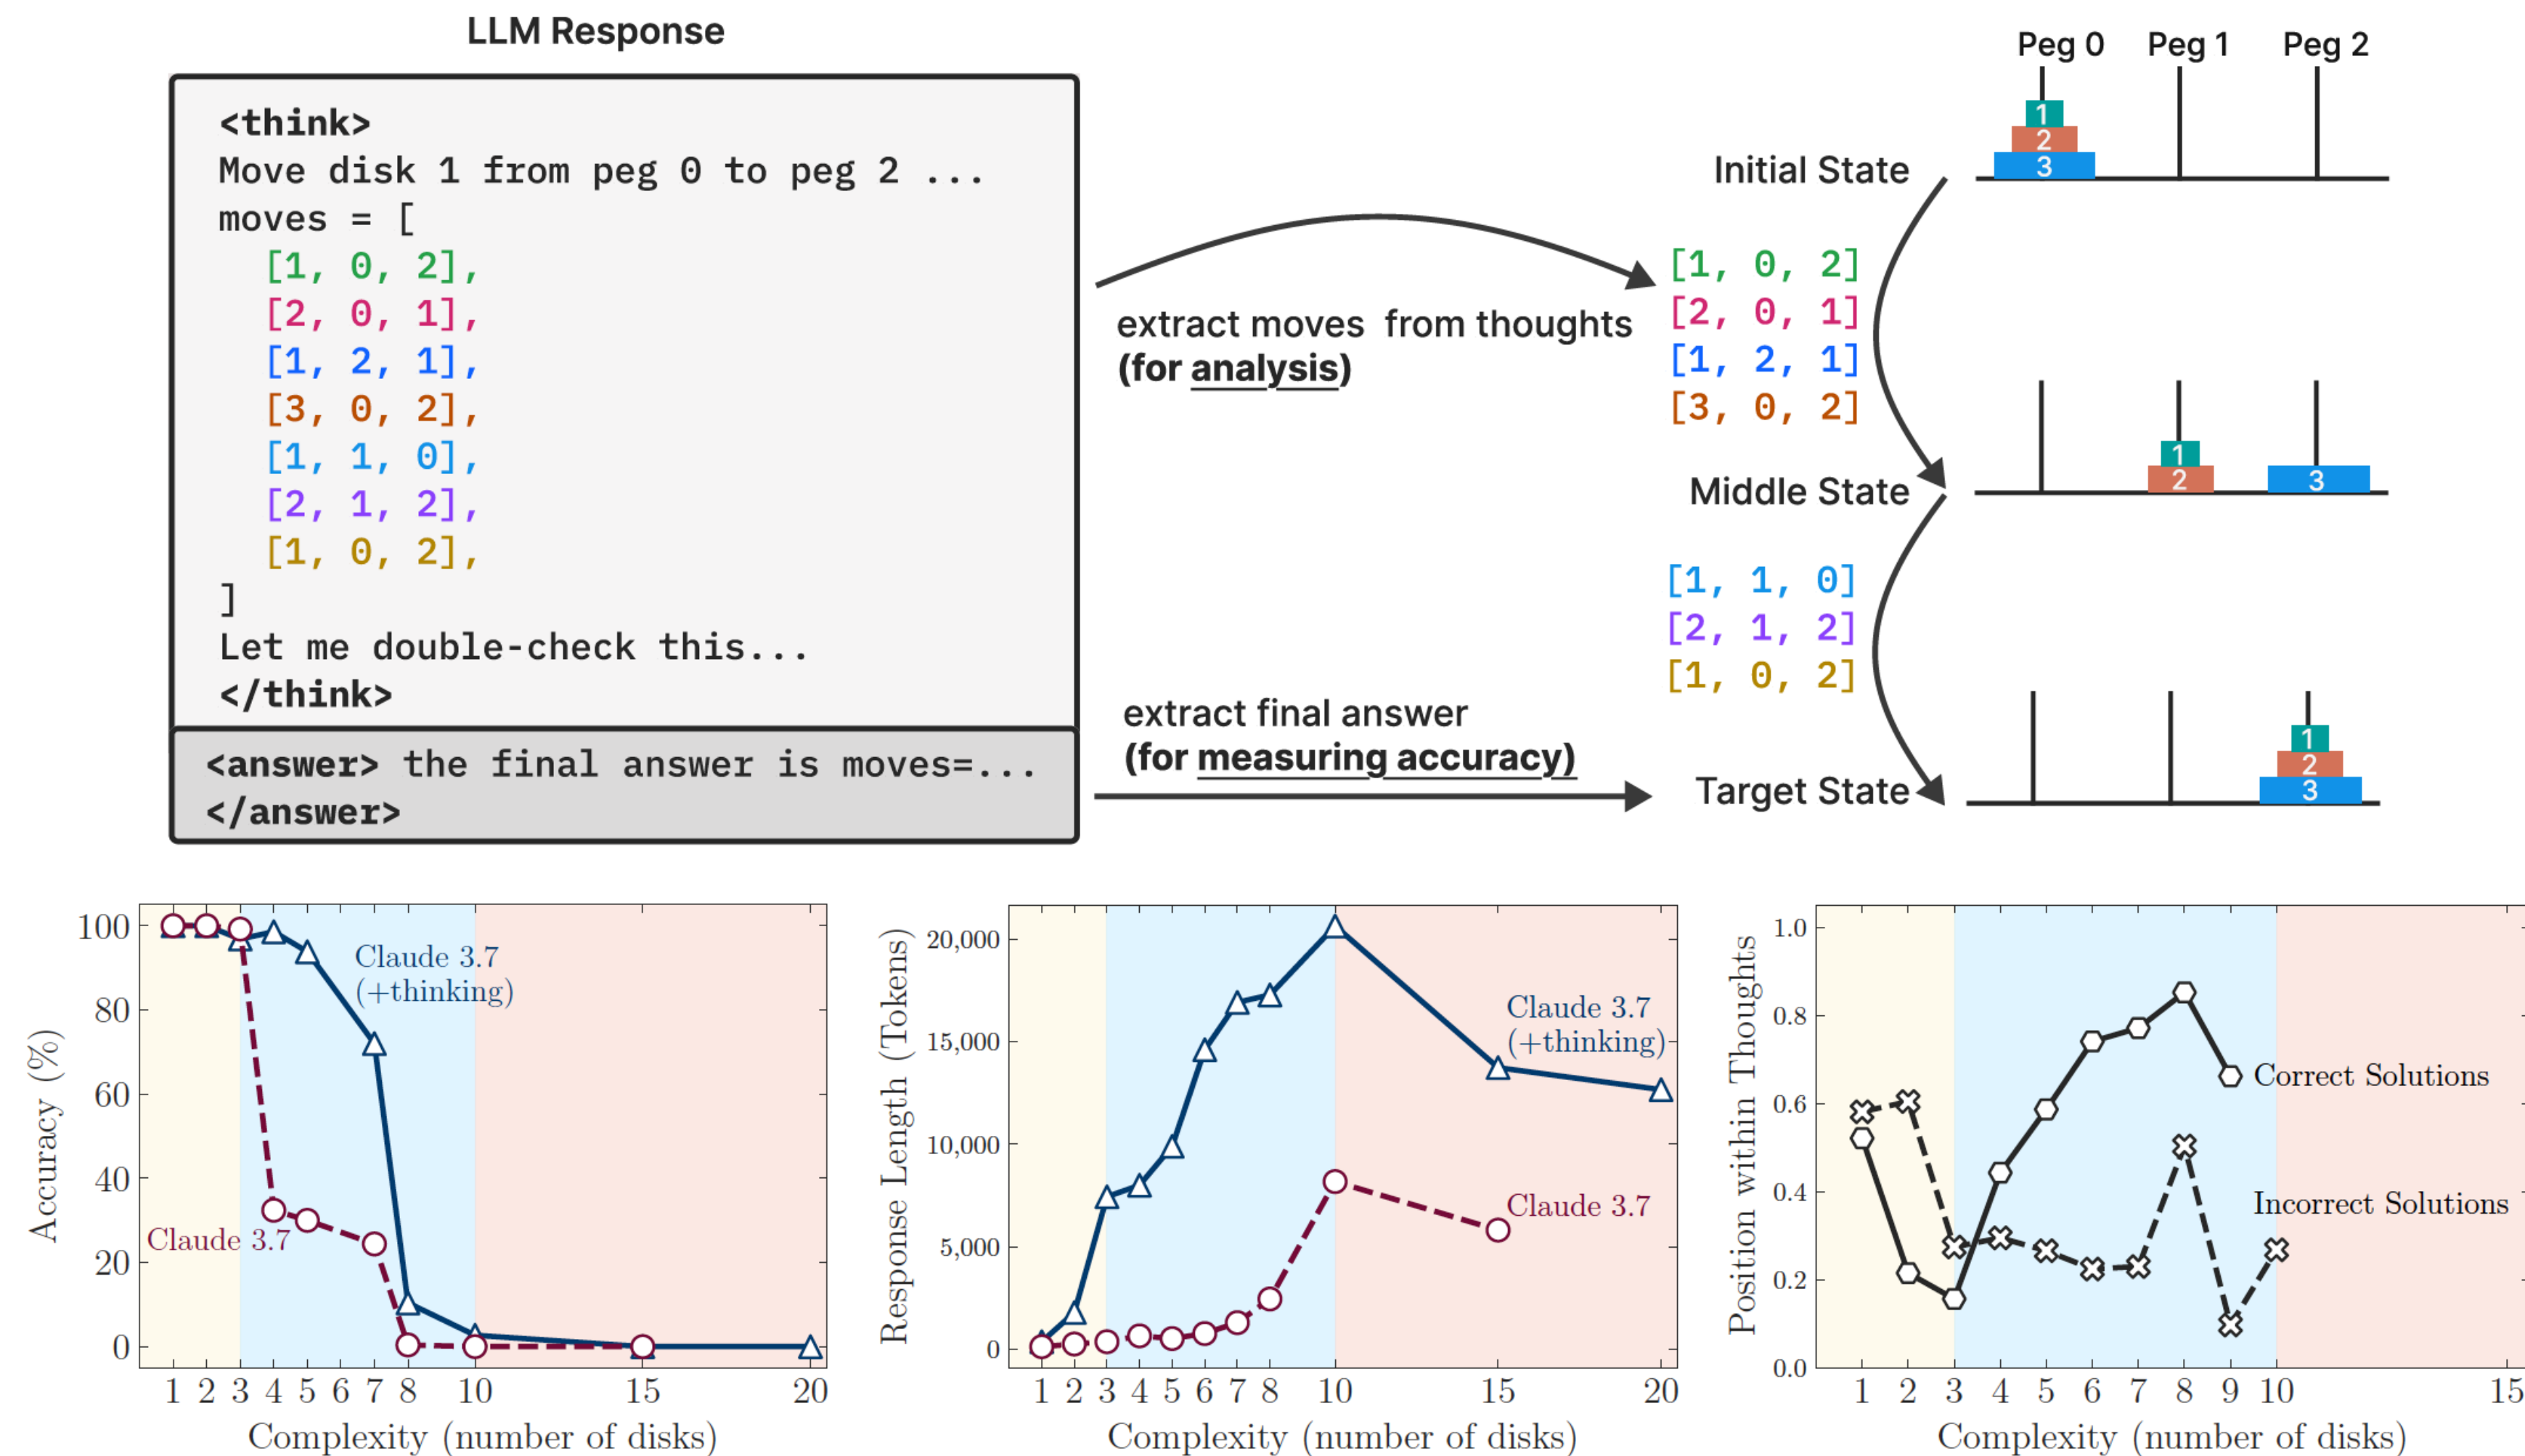 LLM Response
<think>
Move disk 1 from peg 0 to peg 2 ...
moves = [
[1, 0, 2],
[2, 0, 1],
[1, 2, 1],
[3, 0, 2],
[1, 1, 0],
[2, 1, 2],
[1, 0, 2],
]
Let me double-check this...
</think>
<answer> the final answer is moves=...
</answer>
extract moves from thoughts
(for analysis)
extract final answer
(for measuring accuracy)
Peg 0 Peg 1 Peg 2
1
2
3
Initial State
[1, 0, 2]
[2, 0, 1]
[1, 2, 1]
[3, 0, 2]
1
2 3
Middle State
[1, 1, 0]
[2, 1, 2]
[1, 0, 2]
1
2
3
Target State
Accuracy (%)
100
80
60
40
20
0
Claude 3.7
(+thinking)
Claude 3.7
1 2 3 4 5 6 7 8 10 15 20
Complexity (number of disks)
Response Length (Tokens)
20,000
15,000
10,000
5,000
0
Claude 3.7
(+thinking)
Claude 3.7
1 2 3 4 5 6 7 8 10 15 20
Complexity (number of disks)
Position within Thoughts
1.0
0.8
0.6
0.4
0.2
0.0
Correct Solutions
Incorrect Solutions
1 2 3 4 5 6 7 8 9 10 15
Complexity (number of disks)